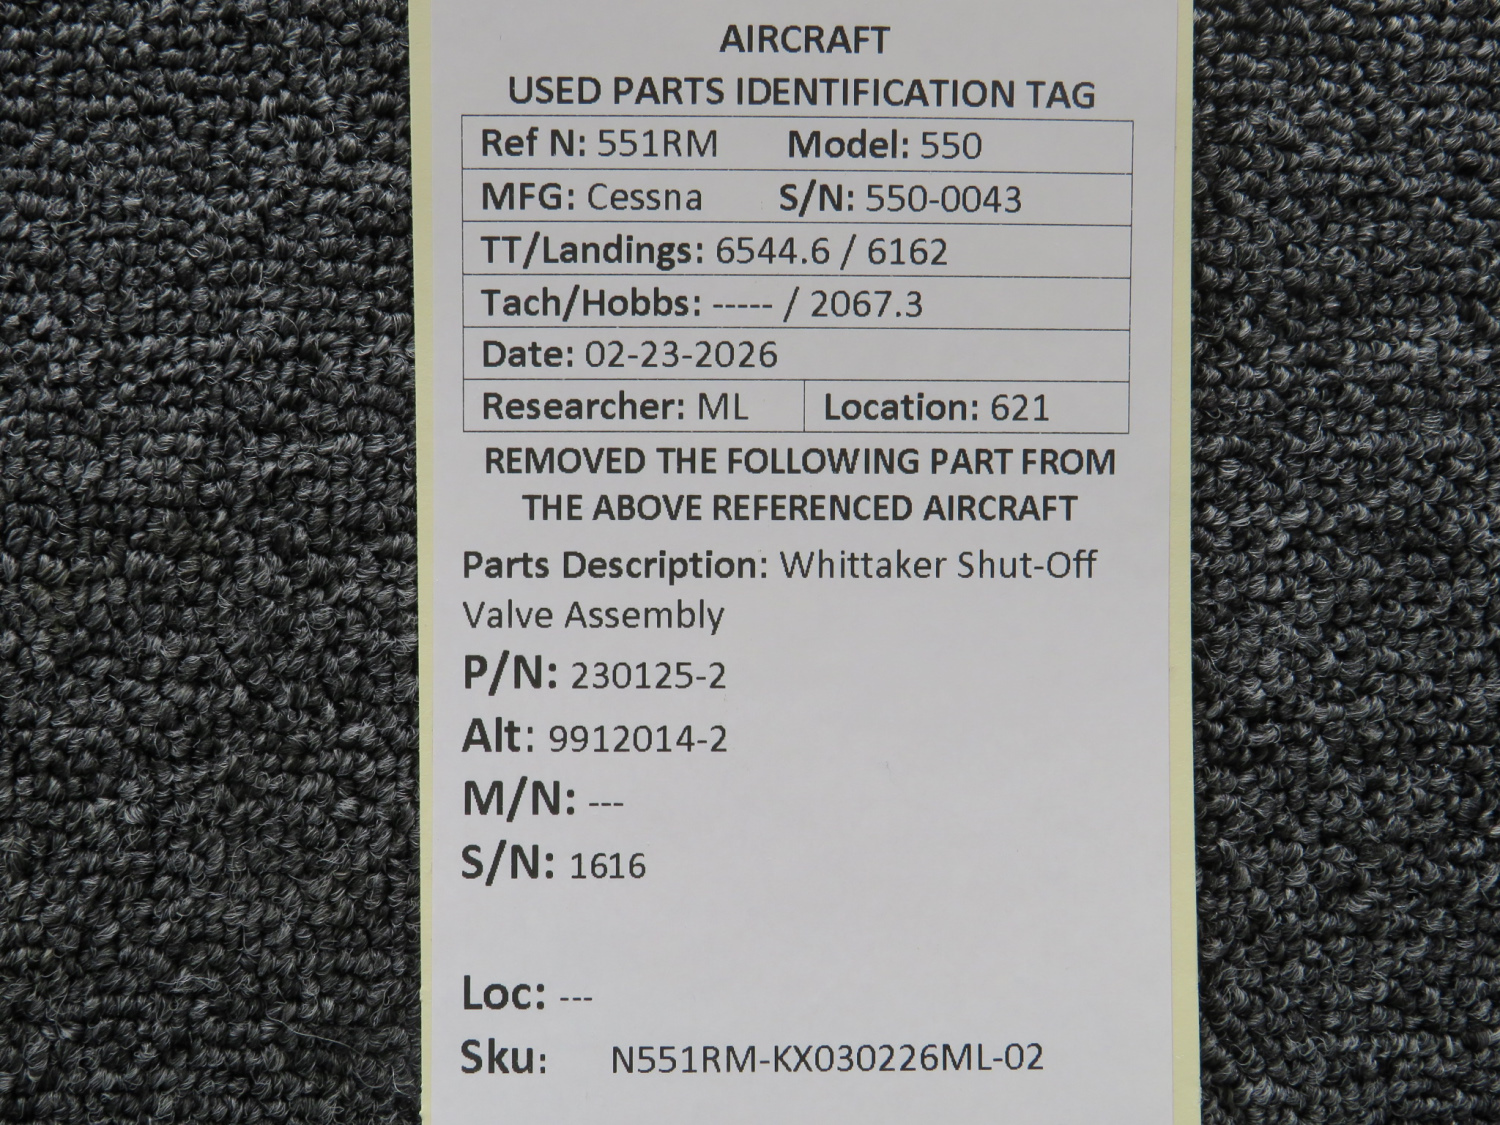 AIRCRAFT
USED PARTS IDENTIFICATION TAG
Ref N: 551RM Model: 550
MFG: Cessna S/N: 550-0043
TT/Landings: 6544.6 / 6162
Tach/Hobbs: ----- / 2067.3
Date: 02-23-2026
Researcher: ML Location: 621
REMOVED THE FOLLOWING PART FROM
THE ABOVE REFERENCED AIRCRAFT
Parts Description: Whittaker Shut-Off
Valve Assembly
P/N: 230125-2
Alt: 9912014-2
M/N: ---
S/N: 1616
Loc: ---
Sku: N551RM-KX030226ML-02